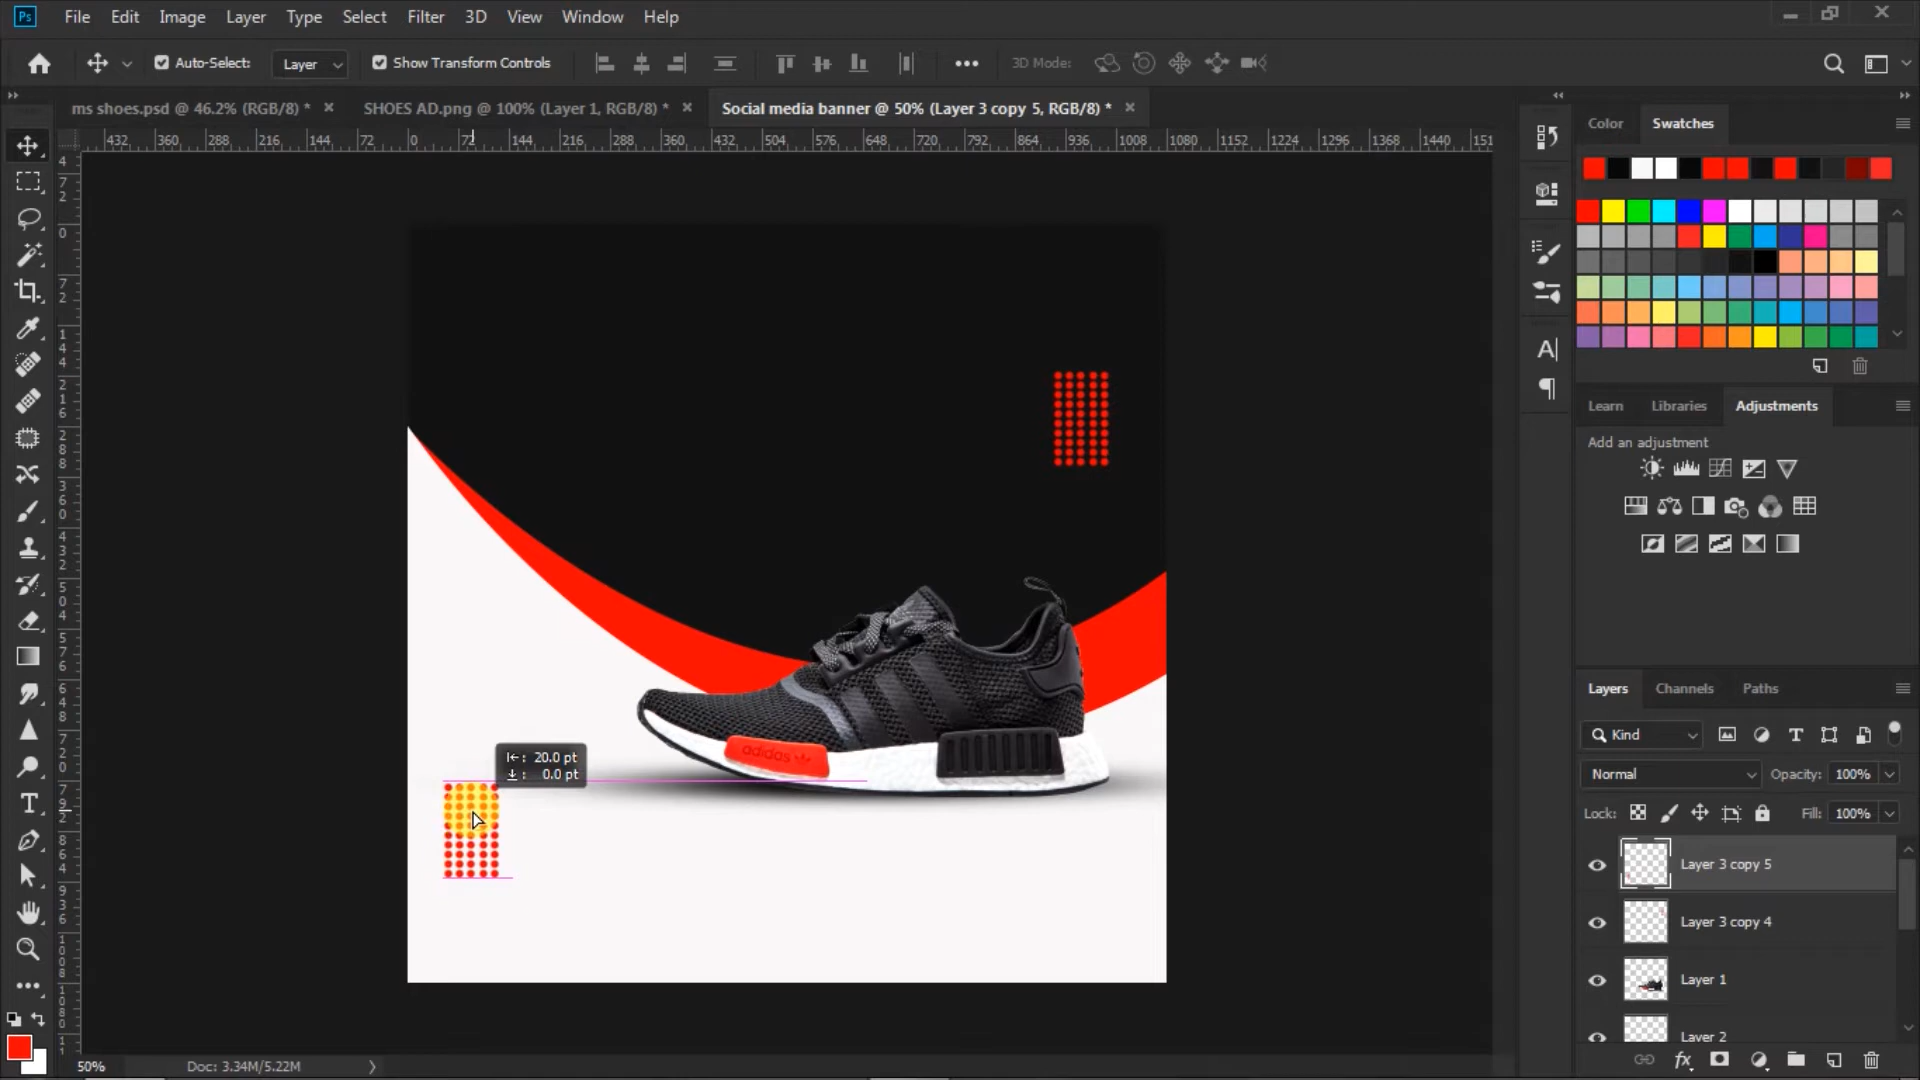 Ps File Edit Image Layer Type Select Filter 3D View Window Help
Auto-Select: Layer Show Transform Controls 3D Mode:
ms shoes.psd @ 46.2% (RGB/8) * SHOES AD.png @ 100% (Layer 1, RGB/8) * Social media banner @ 50% (Layer 3 copy 5, RGB/8) *
432 360 288 216 144 72 0 72 144 216 288 360 432 504 576 648 720 792 864 936 1008 1080 1152 1224 1296 1368 1440 151
Color Swatches
Learn Libraries Adjustments
Add an adjustment
Layers Channels Paths
Kind
Normal Opacity: 100%
Lock: Fill: 100%
Layer 3 copy 5
Layer 3 copy 4
Layer 1
Layer 2
20.0 pt
0.0 pt
adidas
50% Doc: 3.34M/5.22M